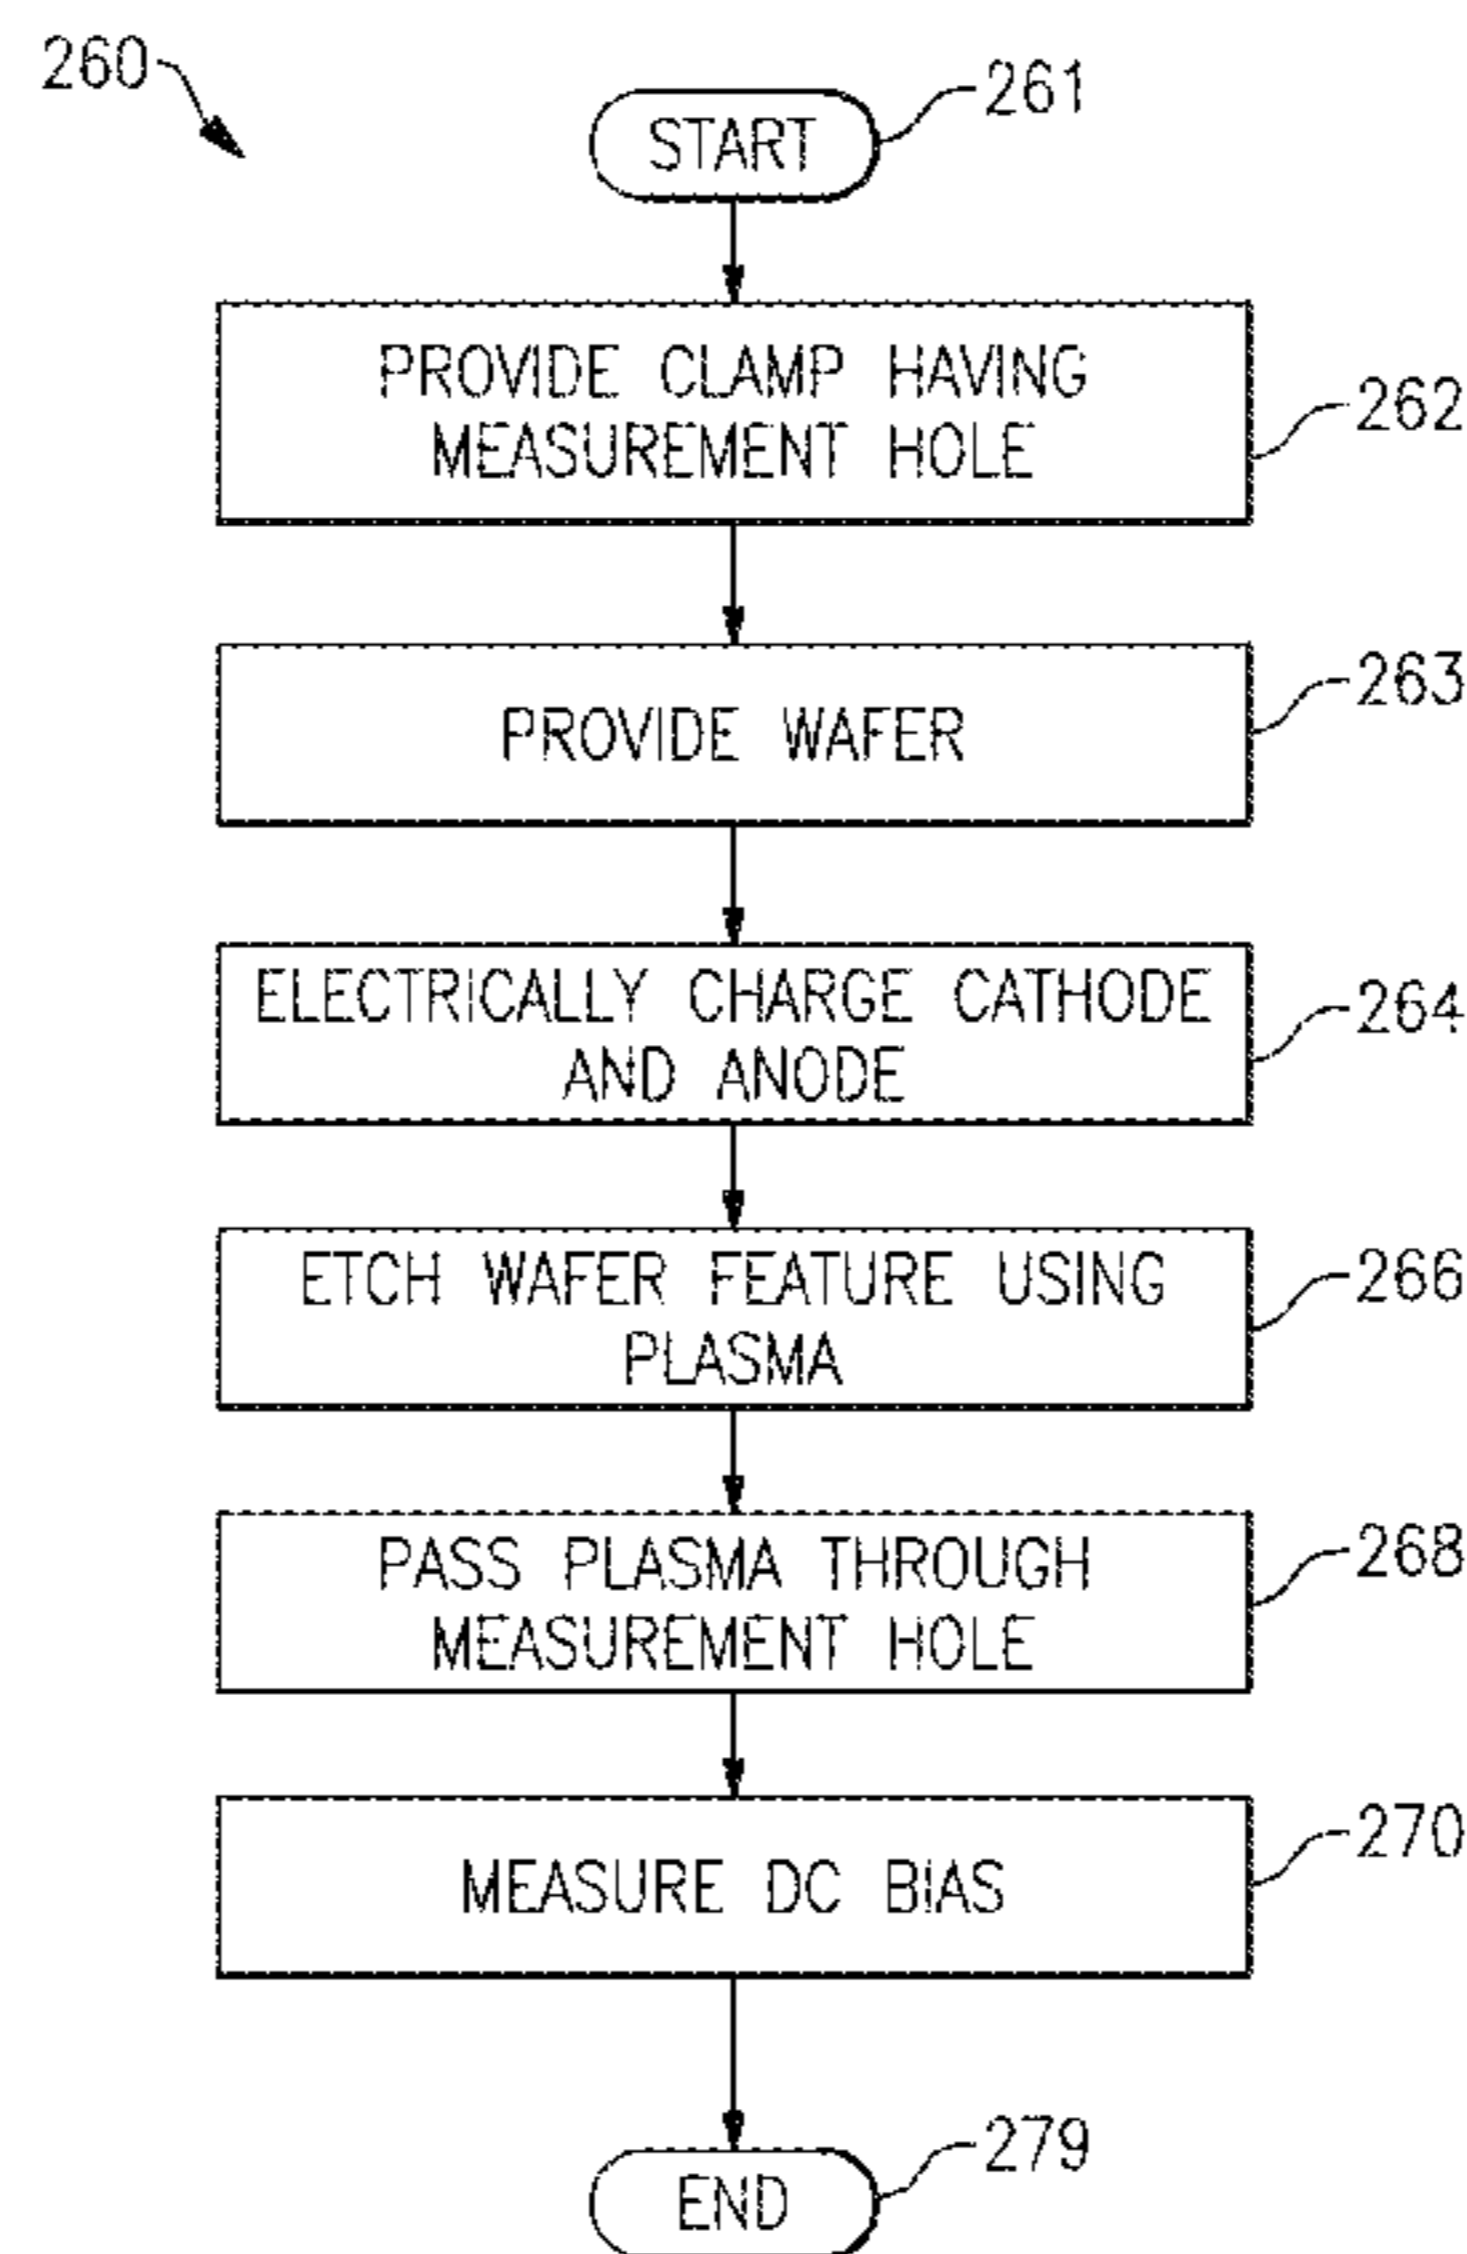 260
261
START
PROVIDE CLAMP HAVING
MEASUREMENT HOLE
262
PROVIDE WAFER
263
ELECTRICALLY CHARGE CATHODE
AND ANODE
264
ETCH WAFER FEATURE USING
PLASMA
266
PASS PLASMA THROUGH
MEASUREMENT HOLE
268
MEASURE DC BIAS
270
279
END